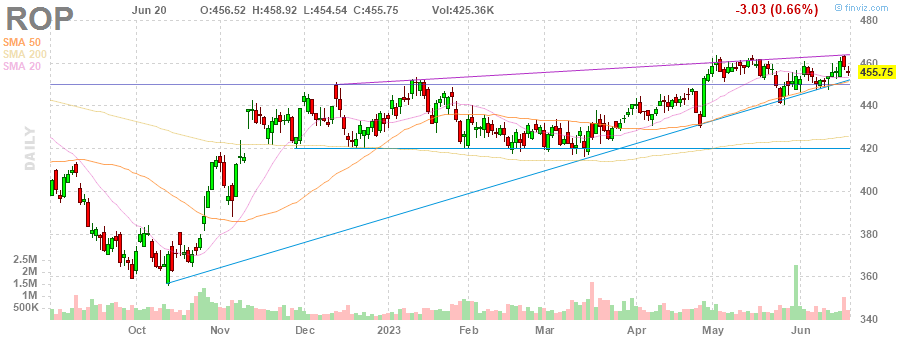 ROP
Jun 20 O:456.52 H:458.92 L:454.54 C:455.75 Vol:425.36K -3.03 (0.66%)
© finviz.com
SMA 50
SMA 200
SMA 20
DAILY
480
460
455.75
440
420
400
380
360
340
2.5M
2M
1.5M
1M
500K
Oct Nov Dec 2023 Feb Mar Apr May Jun